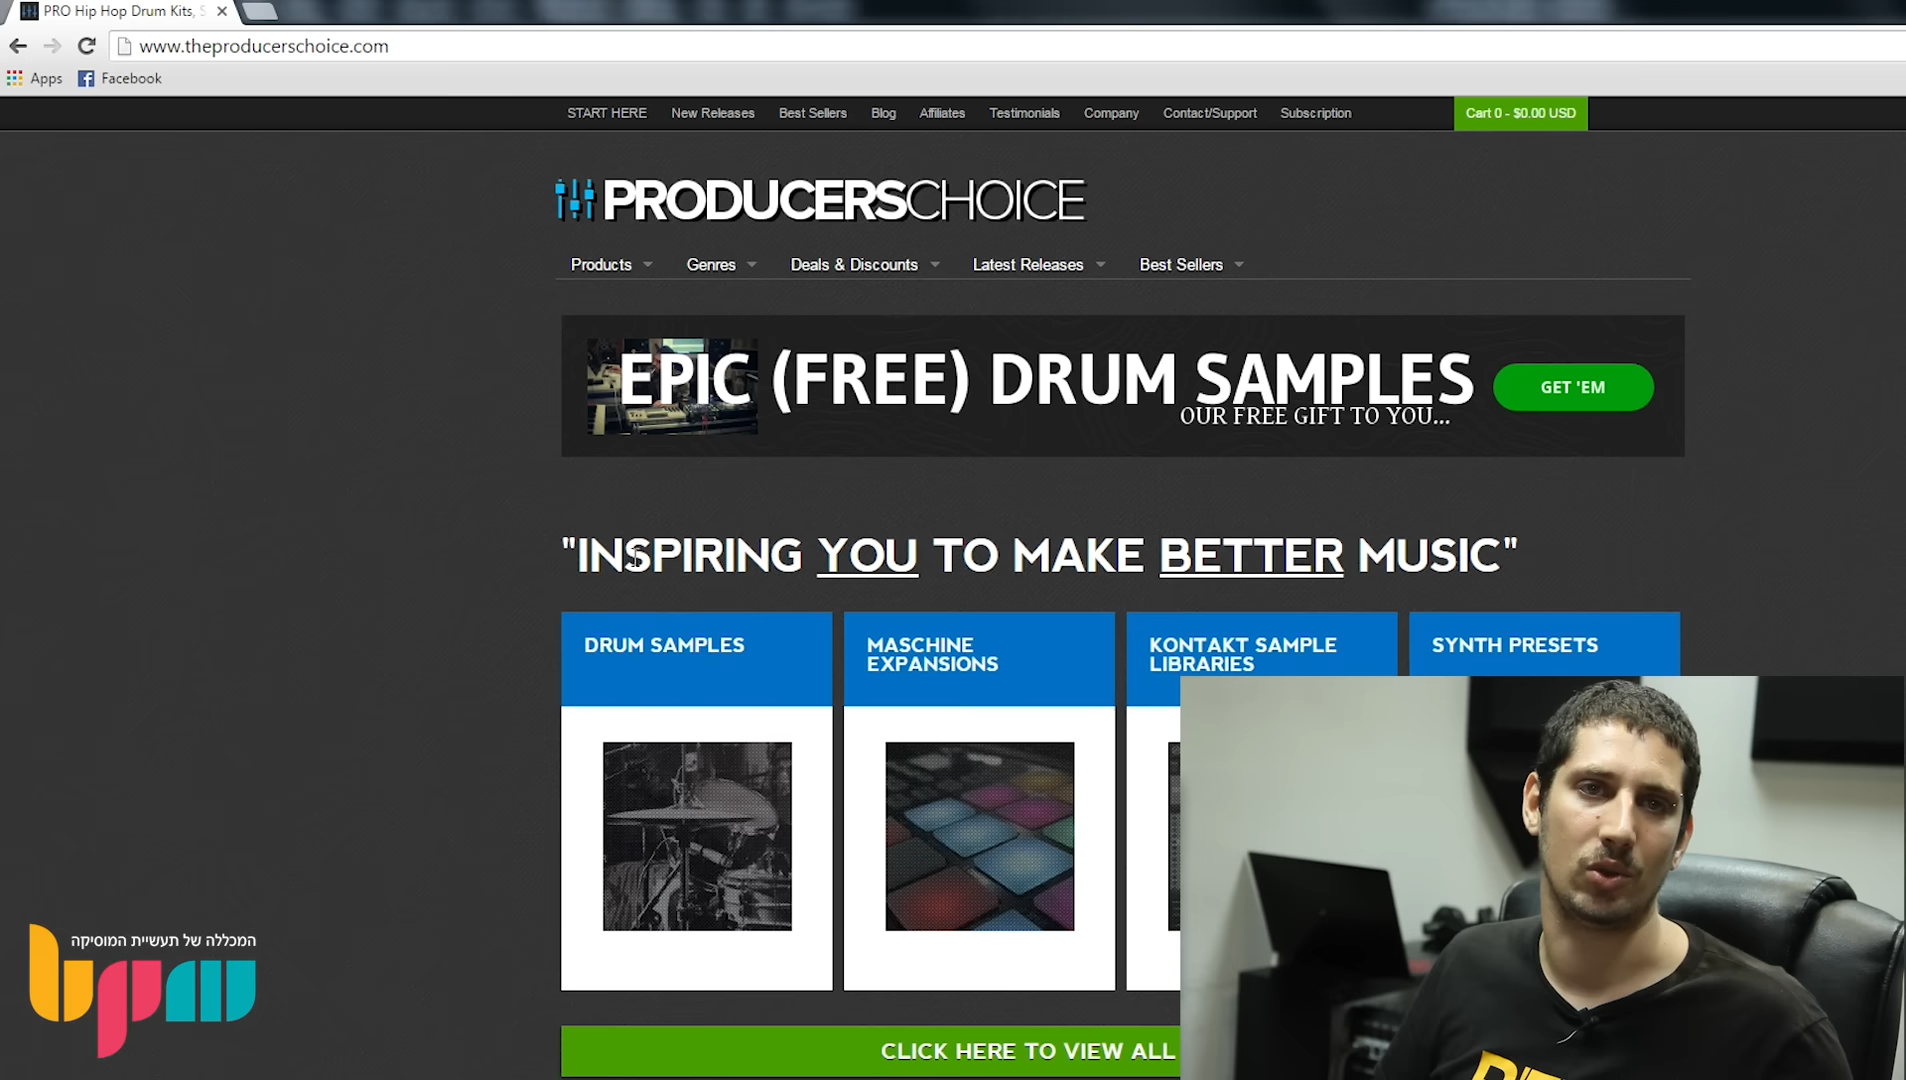 PRO Hip Hop Drum Kits, S
www.theproducerschoice.com
Apps Facebook
START HERE New Releases Best Sellers Blog Affiliates Testimonials Company Contact/Support Subscription Cart 0 - $0.00 USD
PRODUCERSCHOICE
Products Genres Deals & Discounts Latest Releases Best Sellers
EPIC (FREE) DRUM SAMPLES
OUR FREE GIFT TO YOU...
GET 'EM
"INSPIRING YOU TO MAKE BETTER MUSIC"
DRUM SAMPLES
MASCHINE
EXPANSIONS
KONTAKT SAMPLE
LIBRARIES
SYNTH PRESETS
המכללה של תעשיית המוסיקה
bpm
CLICK HERE TO VIEW ALL